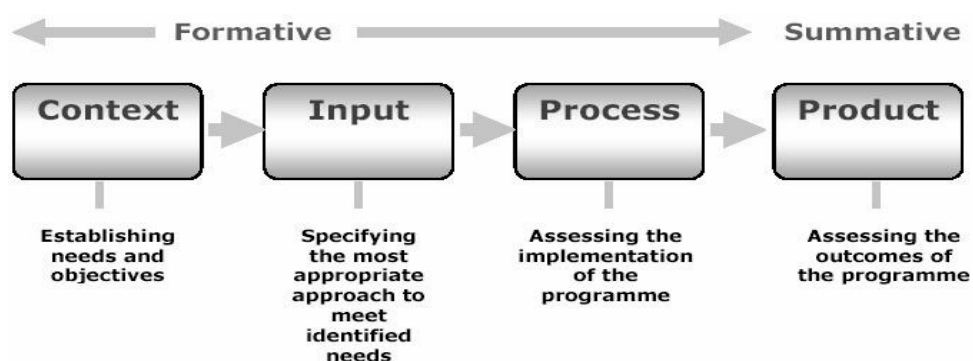 Formative
Summative
Context
Input
Process
Product
Establishing
needs and
objectives
Specifying
the most
appropriate
approach to
meet
identified
needs
Assessing the
implementation
of the
programme
Assessing the
outcomes of
the programme